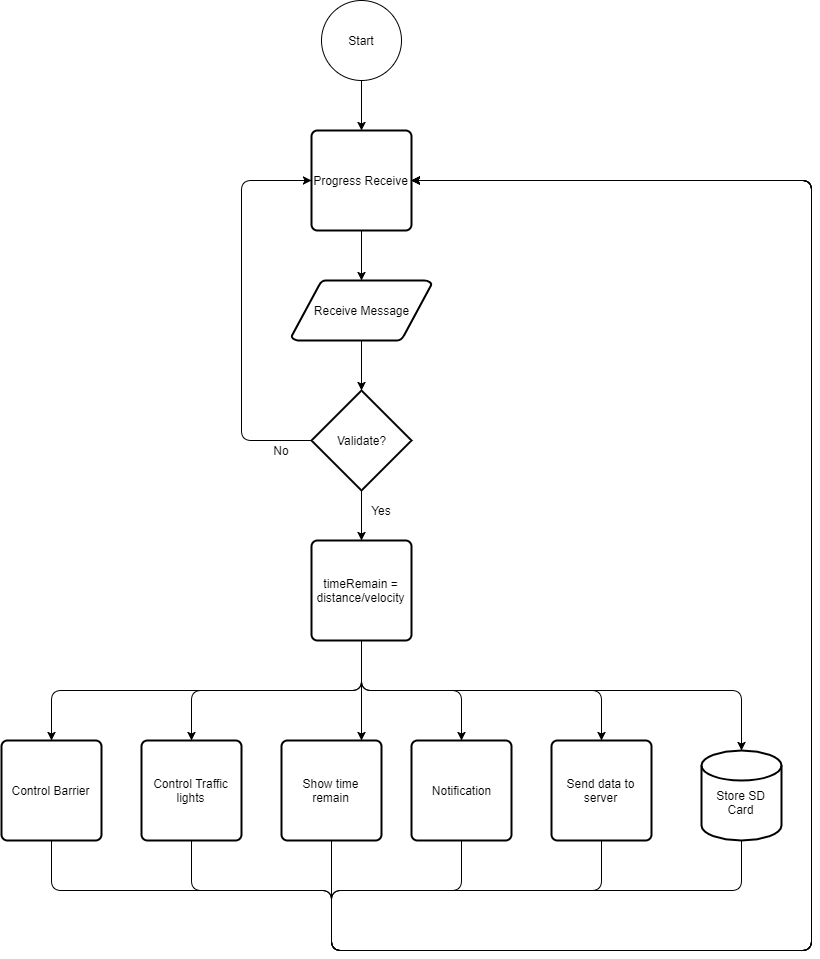 Start
Progress Receive
Receive Message
Validate?
No
Yes
timeRemain =
distance/velocity
Control Barrier
Control Traffic
lights
Show time
remain
Notification
Send data to
server
Store SD
Card